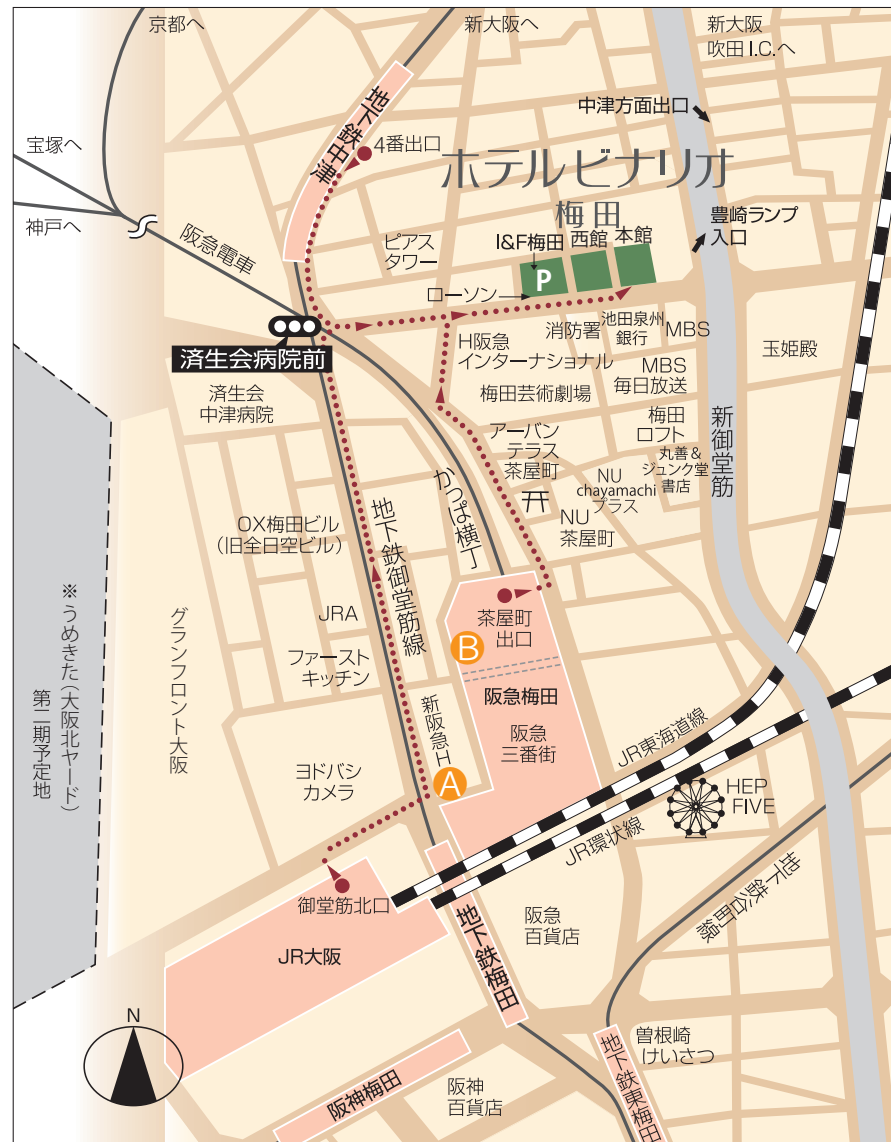 京都へ
新大阪へ
新大阪
吹田I.C.へ
中津方面出口
地下鉄中津
4番出口
宝塚へ
神戸へ
阪急電車
ホテルビナリオ
梅田
豊崎ランプ
入口
ピアス
タワー
I&F梅田
西館
本館
P
ローソン
済生会病院前
済生会
中津病院
H阪急
インターナショナル
消防署
池田泉州
銀行
MBS
玉姫殿
梅田芸術劇場
MBS
毎日放送
アーバン
テラス
茶屋町
梅田
ロフト
丸善&
ジュンク堂
書店
新御堂筋
NU
chayamachi
プラス
NU
茶屋町
かっぱ横丁
OX梅田ビル
(旧全日空ビル)
地下鉄御堂筋線
JRA
ファースト
キッチン
茶屋町
出口
B
阪急梅田
阪急
三番街
新阪急H
A
グランフロント大阪
※うめきた(大阪北ヤード)
第二期予定地
ヨドバシ
カメラ
JR東海道線
JR環状線
HEP
FIVE
地下鉄谷町線
御堂筋北口
JR大阪
地下鉄梅田
阪急
百貨店
N
阪神梅田
阪神
百貨店
曽根崎
けいさつ
地下鉄東梅田